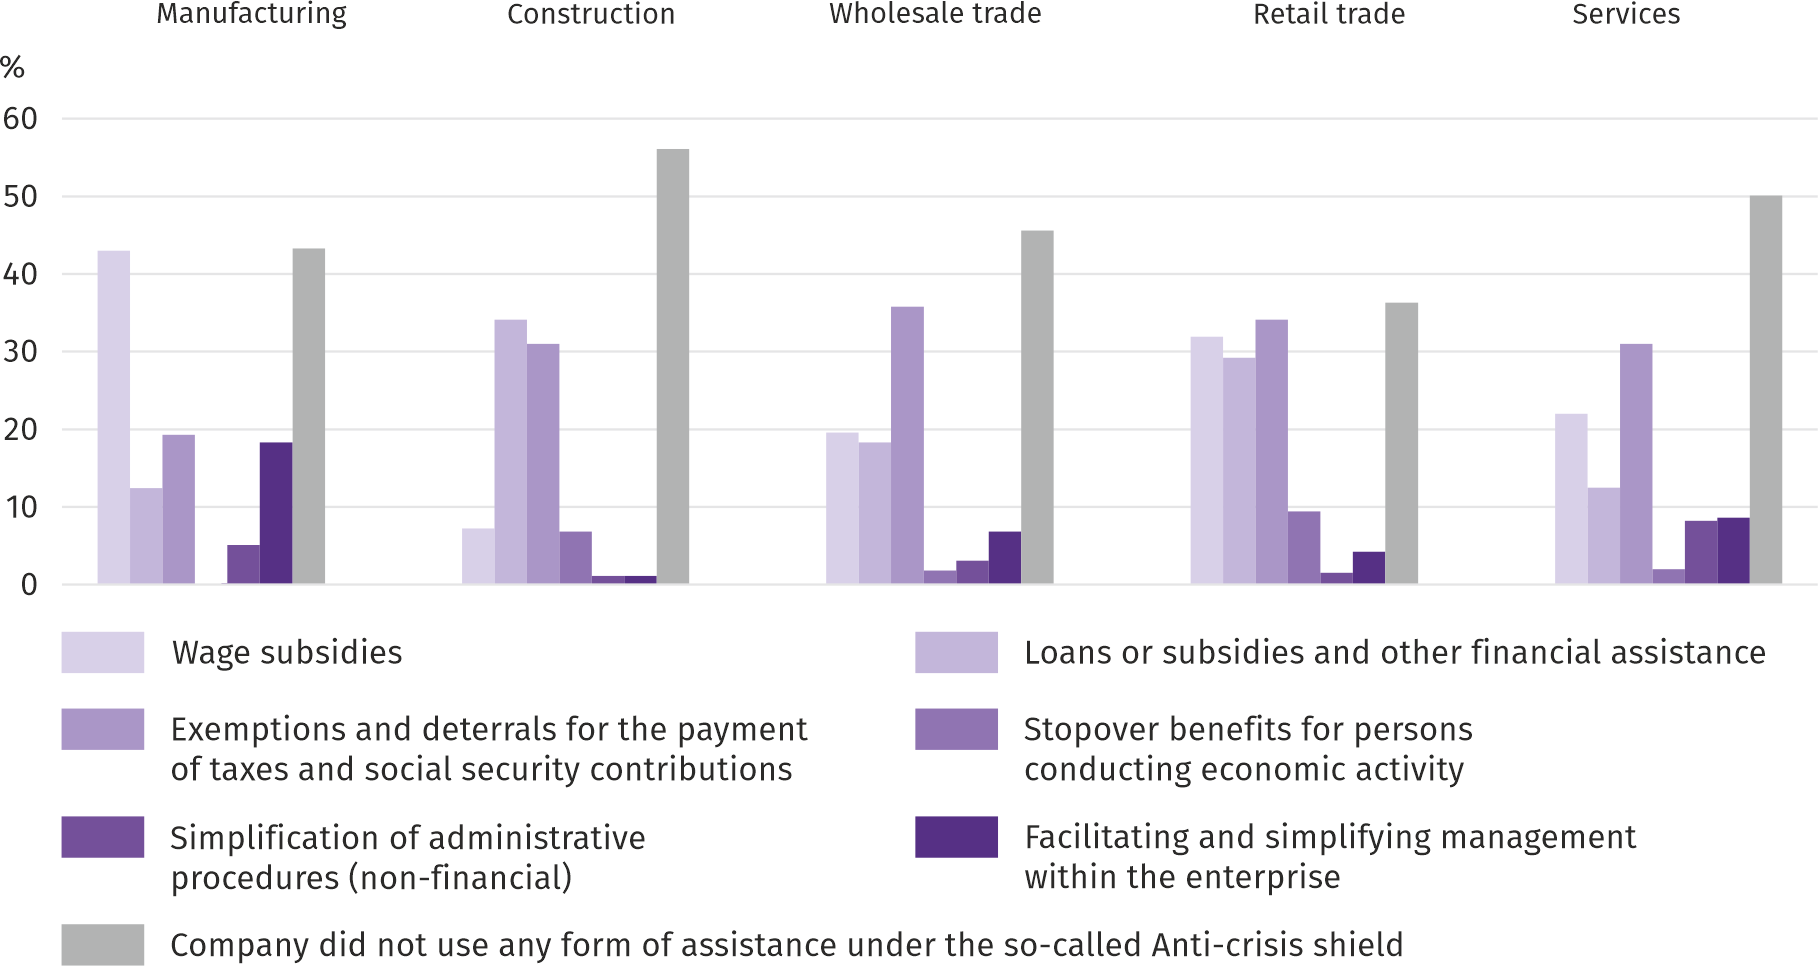 Manufacturing
Construction
Wholesale trade
Retail trade
Services
%
60
50
40
30
20
10
0
Wage subsidies
Loans or subsidies and other financial assistance
Exemptions and deterrals for the payment
of taxes and social security contributions
Stopover benefits for persons
conducting economic activity
Simplification of administrative
procedures (non-financial)
Facilitating and simplifying management
within the enterprise
Company did not use any form of assistance under the so-called Anti-crisis shield